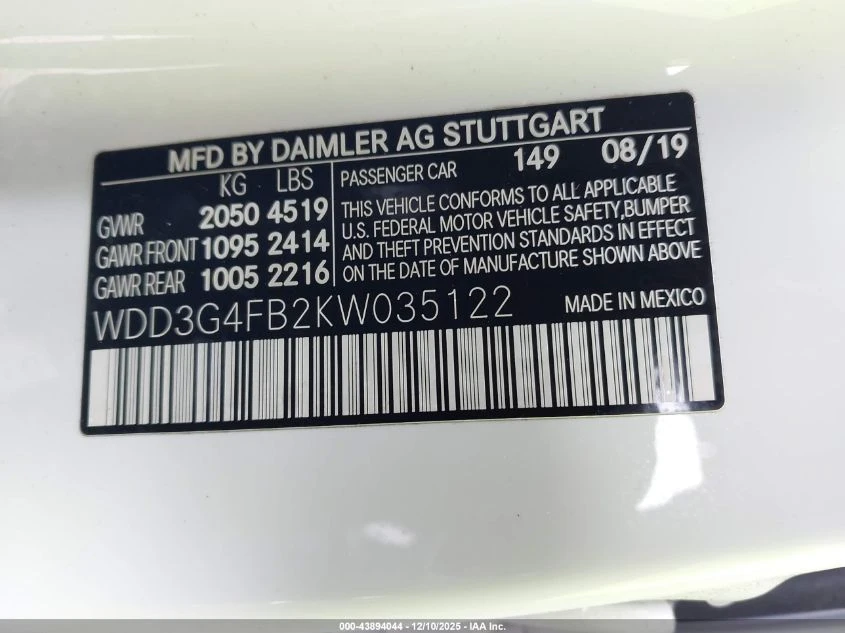 MFD BY DAIMLER AG STUTTGART
KG LBS
GVWR 2050 4519
GAWR FRONT 1095 2414
GAWR REAR 1005 2216
PASSENGER CAR 149 08/19
THIS VEHICLE CONFORMS TO ALL APPLICABLE
U.S. FEDERAL MOTOR VEHICLE SAFETY,BUMPER
AND THEFT PREVENTION STANDARDS IN EFFECT
ON THE DATE OF MANUFACTURE SHOWN ABOVE
WDD3G4FB2KW035122 MADE IN MEXICO
000-43894044 - 12/10/2025 - IAA Inc.